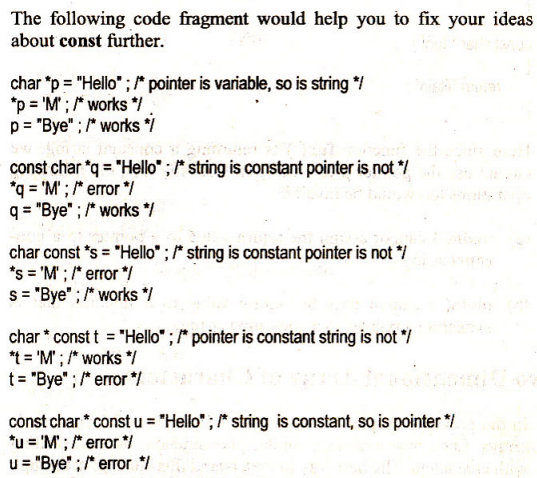 The following code fragment would help you to fix your ideas
about const further.
char *p = "Hello" ; /* pointer is variable, so is string */
*p = 'M' ; /* works */
p = "Bye" ; /* works */
const char *q = "Hello" ; /* string is constant pointer is not */
*q = 'M' ; /* error */
q = "Bye" ; /* works */
char const *s = "Hello" ; /* string is constant pointer is not */
*s = 'M' ; /* error */
s = "Bye" ; /* works */
char * const t = "Hello" ; /* pointer is constant string is not */
*t = 'M' ; /* works */
t = "Bye" ; /* error */
const char * const u = "Hello" ; /* string is constant, so is pointer */
*u = 'M' ; /* error */
u = "Bye" ; /* error */